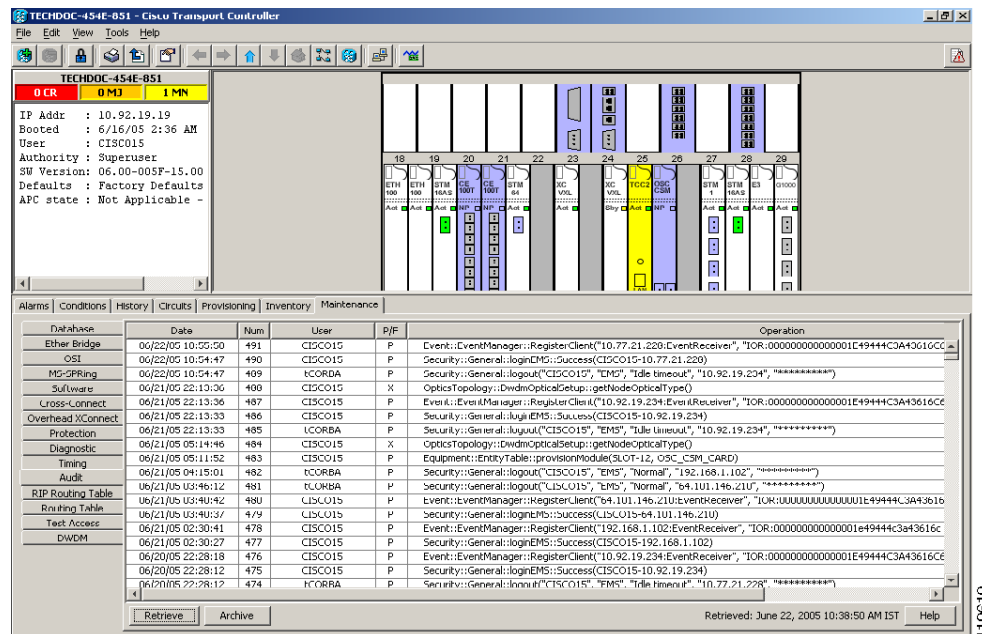 TECHDOC-454E-851 - Cisco Transport Controller
File Edit View Tools Help
TECHDOC-454E-851
0 CR 0 MJ 1 MN
IP Addr : 10.92.19.19
Booted : 6/16/05 2:36 AM
User : CISCO15
Authority : Superuser
SW Version: 06.00-005F-15.00
Defaults : Factory Defaults
APC state : Not Applicable -
18 19 20 21 22 23 24 25 26 27 28 29
ETH 100 ETH 100 STM 16AS CE 100T CE 100T STM 64 XC VXL XC VXL TCC2 OSC CSM STM 1 STM 16AS E3 G1000
Act Act Act NP NP Act Act Sby Act NP Act Act Act Act
LAN
Alarms Conditions History Circuits Provisioning Inventory Maintenance
Database
Ether Bridge
OSI
MS-SPRing
Software
Cross-Connect
Overhead XConnect
Protection
Diagnostic
Timing
Audit
RIP Routing Table
Routing Table
Test Access
DWDM
Date Num User P/F Operation
06/22/05 10:55:50 491 CISCO15 P Event::EventManager::RegisterClient("10.77.21.228:EventReceiver", "IOR:000000000000001E49444C3A43616C6
06/22/05 10:54:47 490 CISCO15 P Security::General::loginEMS::Success(CISCO15-10.77.21.228)
06/22/05 10:54:47 489 tCORBA P Security::General::logout("CISCO15", "EMS", "Idle timeout", "10.92.19.234", "*********")
06/21/05 22:13:36 488 CISCO15 X OpticsTopology::DwdmOpticalSetup::getNodeOpticalType()
06/21/05 22:13:36 487 CISCO15 P Event::EventManager::RegisterClient("10.92.19.234:EventReceiver", "IOR:000000000000001E49444C3A43616C6
06/21/05 22:13:33 486 CISCO15 P Security::General::loginEMS::Success(CISCO15-10.92.19.234)
06/21/05 22:13:33 485 tCORBA P Security::General::logout("CISCO15", "EMS", "Idle timeout", "10.92.19.234", "*********")
06/21/05 05:14:46 484 CISCO15 X OpticsTopology::DwdmOpticalSetup::getNodeOpticalType()
06/21/05 05:11:52 483 CISCO15 P Equipment::EntityTable::provisionModule(SLOT-12, OSC_CSM_CARD)
06/21/05 04:15:01 482 tCORBA P Security::General::logout("CISCO15", "EMS", "Normal", "192.168.1.102", "*********")
06/21/05 03:46:12 481 tCORBA P Security::General::logout("CISCO15", "EMS", "Normal", "64.101.146.210", "*********")
06/21/05 03:40:42 480 CISCO15 P Event::EventManager::RegisterClient("64.101.146.210:EventReceiver", "IOR:000000000000001E49444C3A43616
06/21/05 03:40:37 479 CISCO15 P Security::General::loginEMS::Success(CISCO15-64.101.146.210)
06/21/05 02:30:41 478 CISCO15 P Event::EventManager::RegisterClient("192.168.1.102:EventReceiver", "IOR:000000000000001e49444c3a43616c
06/21/05 02:30:27 477 CISCO15 P Security::General::loginEMS::Success(CISCO15-192.168.1.102)
06/20/05 22:28:18 476 CISCO15 P Event::EventManager::RegisterClient("10.92.19.234:EventReceiver", "IOR:000000000000001E49444C3A43616C6
06/20/05 22:28:12 475 CISCO15 P Security::General::loginEMS::Success(CISCO15-10.92.19.234)
06/20/05 22:28:12 474 tCORBA P Security::General::logout("CISCO15", "EMS", "Idle timeout", "10.77.21.228", "*********")
Retrieve Archive Retrieved: June 22, 2005 10:38:50 AM IST Help